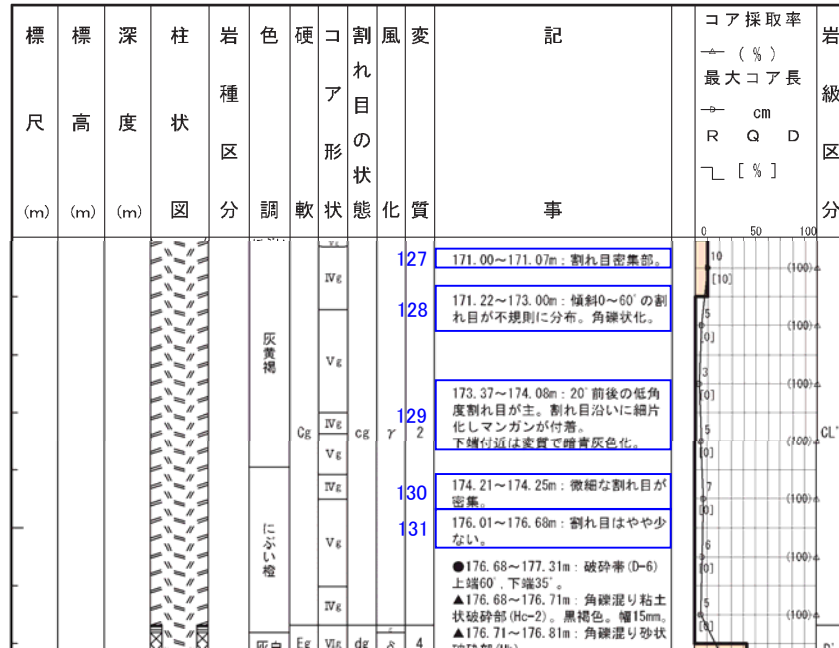 標尺(m)
標高(m)
深度(m)
柱状図
岩種区分
色調
硬軟
コア形状
割れ目の状態
風化
変質
記事
コア採取率
(%)
最大コア長
cm
RQD
[%]
岩級区分
0 50 100
灰黄褐
にぶい橙
灰白
Ⅳg
Ⅴg
Ⅳg
Ⅴg
Ⅳg
Ⅴg
Ⅳg
Ⅵg
Cg
Eg
cg
dg
γ
δ
2
4
127
171.00~171.07m:割れ目密集部。
128
171.22~173.00m:傾斜0~60°の割
れ目が不規則に分布。角礫状化。
129
173.37~174.08m:20°前後の低角
度割れ目が主。割れ目沿いに細片
化しマンガンが付着。
下端付近は変質で暗青灰色化。
130
174.21~174.25m:微細な割れ目が
密集。
131
176.01~176.68m:割れ目はやや少
ない。
●176.68~177.31m:破砕帯(D-6)
上端60°,下端35°。
▲176.68~176.71m:角礫混り粘土
状破砕部(Hc-2)。黒褐色。幅15mm。
▲176.71~176.81m:角礫混り砂状
10
[10]
(100)
5
[0]
(100)
3
[0]
(100)
5
[0]
(100)
7
[0]
(100)
6
[0]
(100)
5
[0]
(100)
CL'